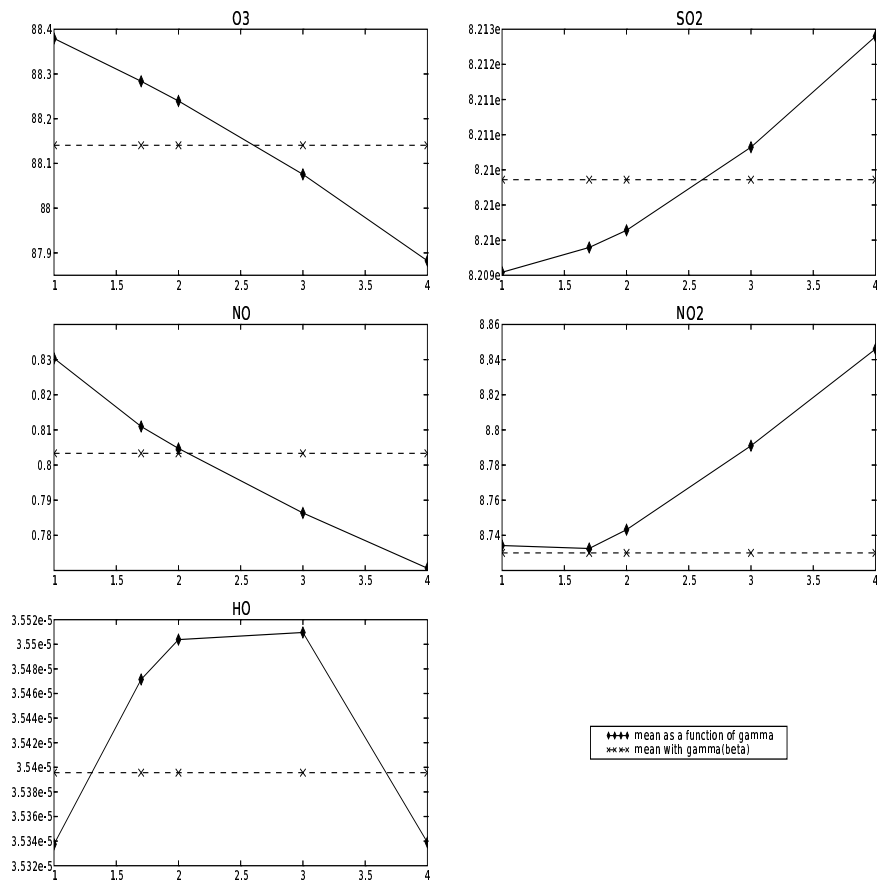 O3
88.4
88.3
88.2
88.1
88
87.9
1 1.5 2 2.5 3 3.5 4
SO2
8.213e
8.212e
8.211e
8.211e
8.21e
8.21e
8.21e
8.209e
1 1.5 2 2.5 3 3.5 4
NO
0.83
0.82
0.81
0.8
0.79
0.78
1 1.5 2 2.5 3 3.5 4
NO2
8.86
8.84
8.82
8.8
8.78
8.76
8.74
1 1.5 2 2.5 3 3.5 4
HO
3.552e-5
3.55e-5
3.548e-5
3.546e-5
3.544e-5
3.542e-5
3.54e-5
3.538e-5
3.536e-5
3.534e-5
3.532e-5
1 1.5 2 2.5 3 3.5 4
mean as a function of gamma
mean with gamma(beta)